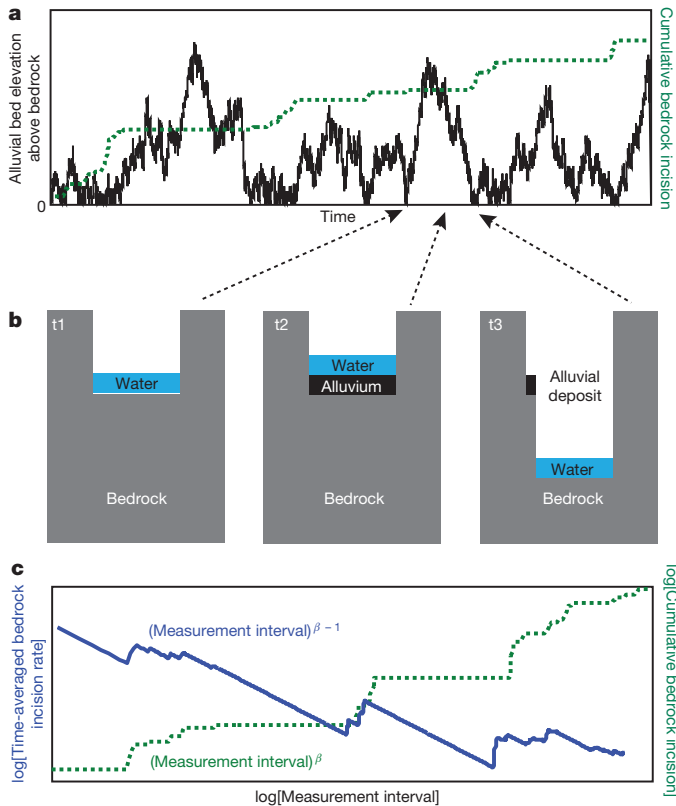 a
Alluvial bed elevation
above bedrock
0
Time
Cumulative bedrock incision
b
t1
Water
Bedrock
t2
Water
Alluvium
Bedrock
t3
Alluvial
deposit
Water
Bedrock
c
log[Time-averaged bedrock
incision rate]
(Measurement interval)^{β – 1}
(Measurement interval)^{β}
log[Measurement interval]
log[Cumulative bedrock incision]